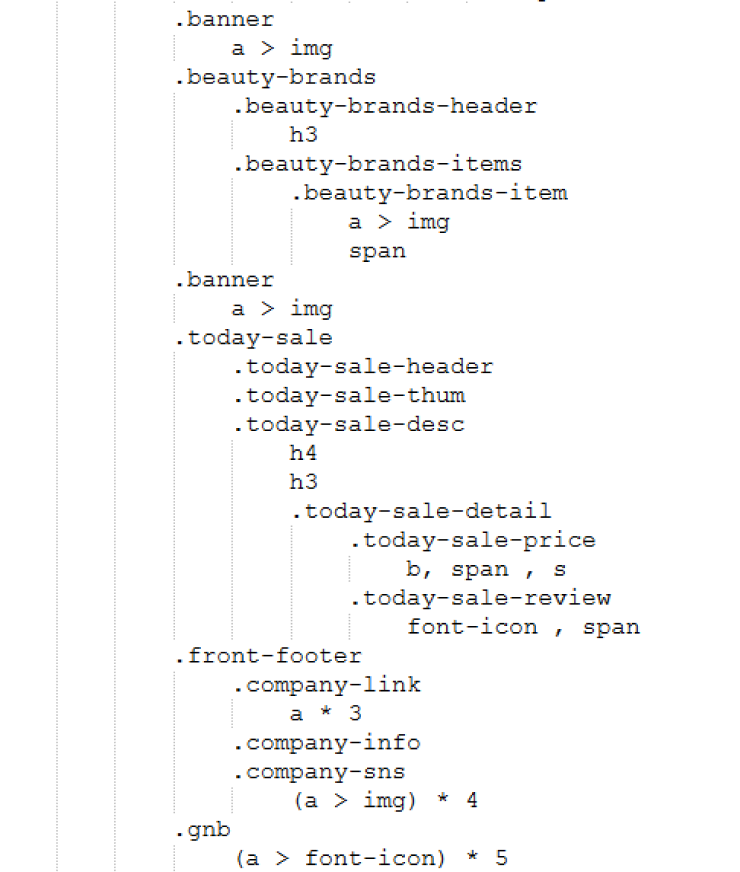 .banner
a > img
.beauty-brands
.beauty-brands-header
h3
.beauty-brands-items
.beauty-brands-item
a > img
span
.banner
a > img
.today-sale
.today-sale-header
.today-sale-thum
.today-sale-desc
h4
h3
.today-sale-detail
.today-sale-price
b, span , s
.today-sale-review
font-icon , span
.front-footer
.company-link
a * 3
.company-info
.company-sns
(a > img) * 4
.gnb
(a > font-icon) * 5